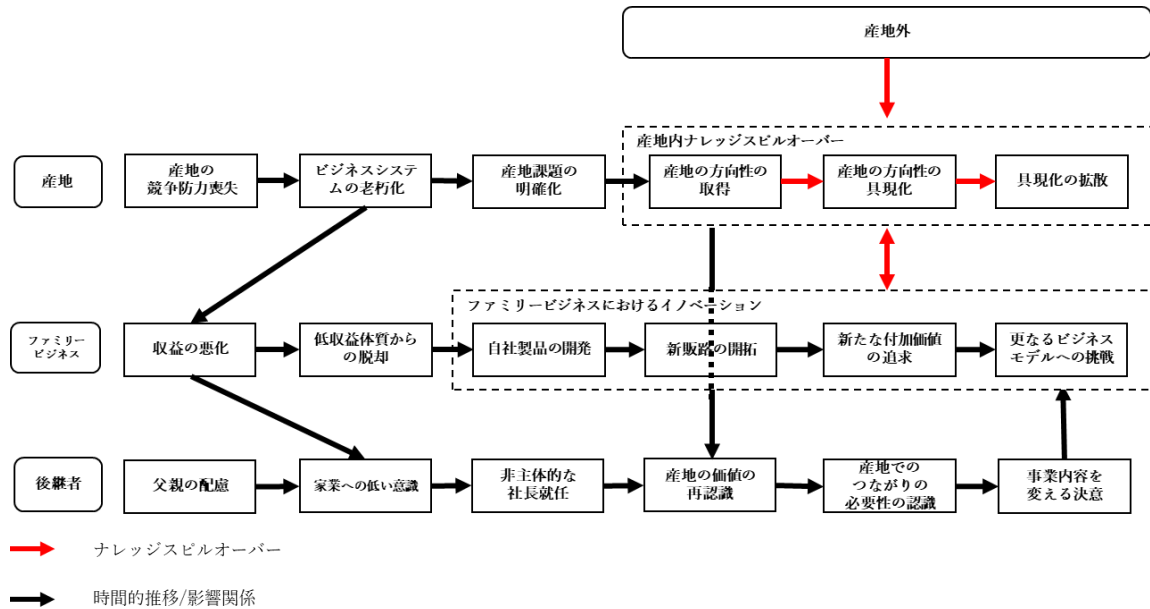 産地外
産地内ナレッジスピルオーバー
産地
産地の
競争防力喪失
ビジネスシステ
ムの老朽化
産地課題の
明確化
産地の方向性の
取得
産地の方向性の
具現化
具現化の拡散
ファミリービジネスにおけるイノベーション
ファミリー
ビジネス
収益の悪化
低収益体質から
の脱却
自社製品の開発
新販路の開拓
新たな付加価値
の追求
更なるビジネス
モデルへの挑戦
後継者
父親の配慮
家業への低い意識
非主体的な
社長就任
産地の価値の
再認識
産地での
つながりの
必要性の認識
事業内容を
変える決意
ナレッジスピルオーバー
時間的推移/影響関係